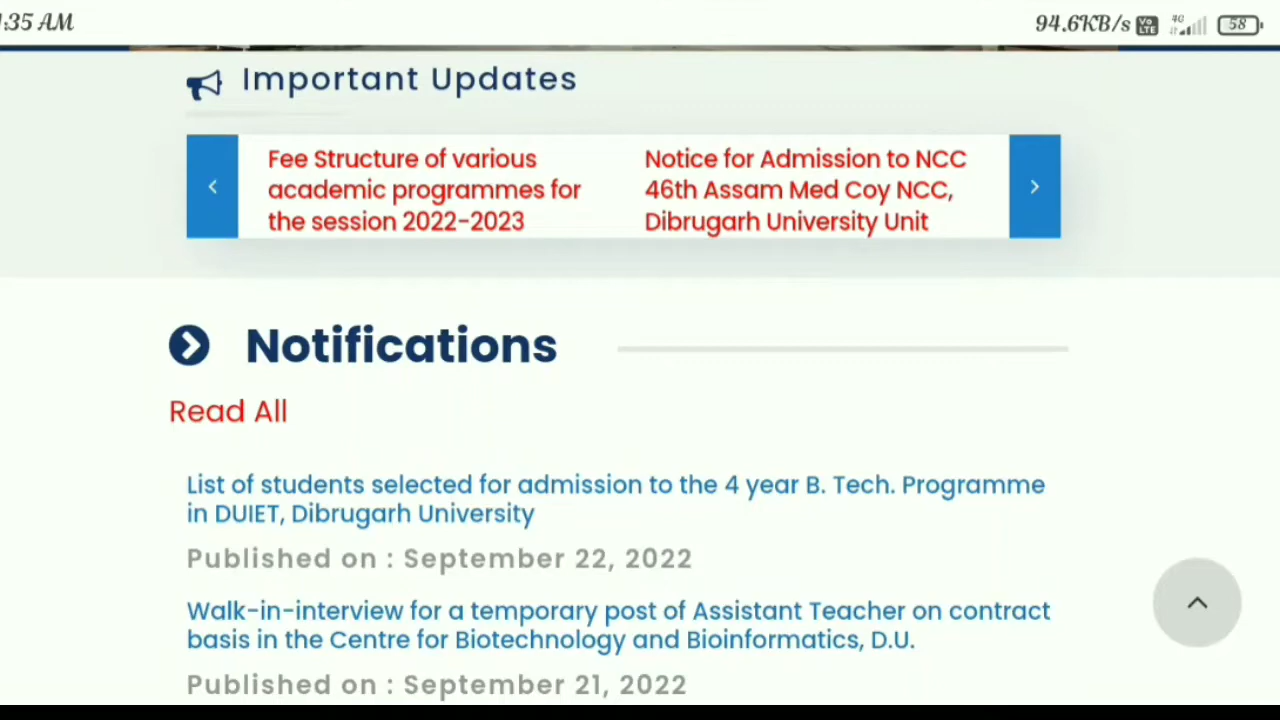 :35 AM
94.6KB/s Vo LTE 4G 58
Important Updates
Fee Structure of various
academic programmes for
the session 2022-2023
Notice for Admission to NCC
46th Assam Med Coy NCC,
Dibrugarh University Unit
Notifications
Read All
List of students selected for admission to the 4 year B. Tech. Programme
in DUIET, Dibrugarh University
Published on : September 22, 2022
Walk-in-interview for a temporary post of Assistant Teacher on contract
basis in the Centre for Biotechnology and Bioinformatics, D.U.
Published on : September 21, 2022